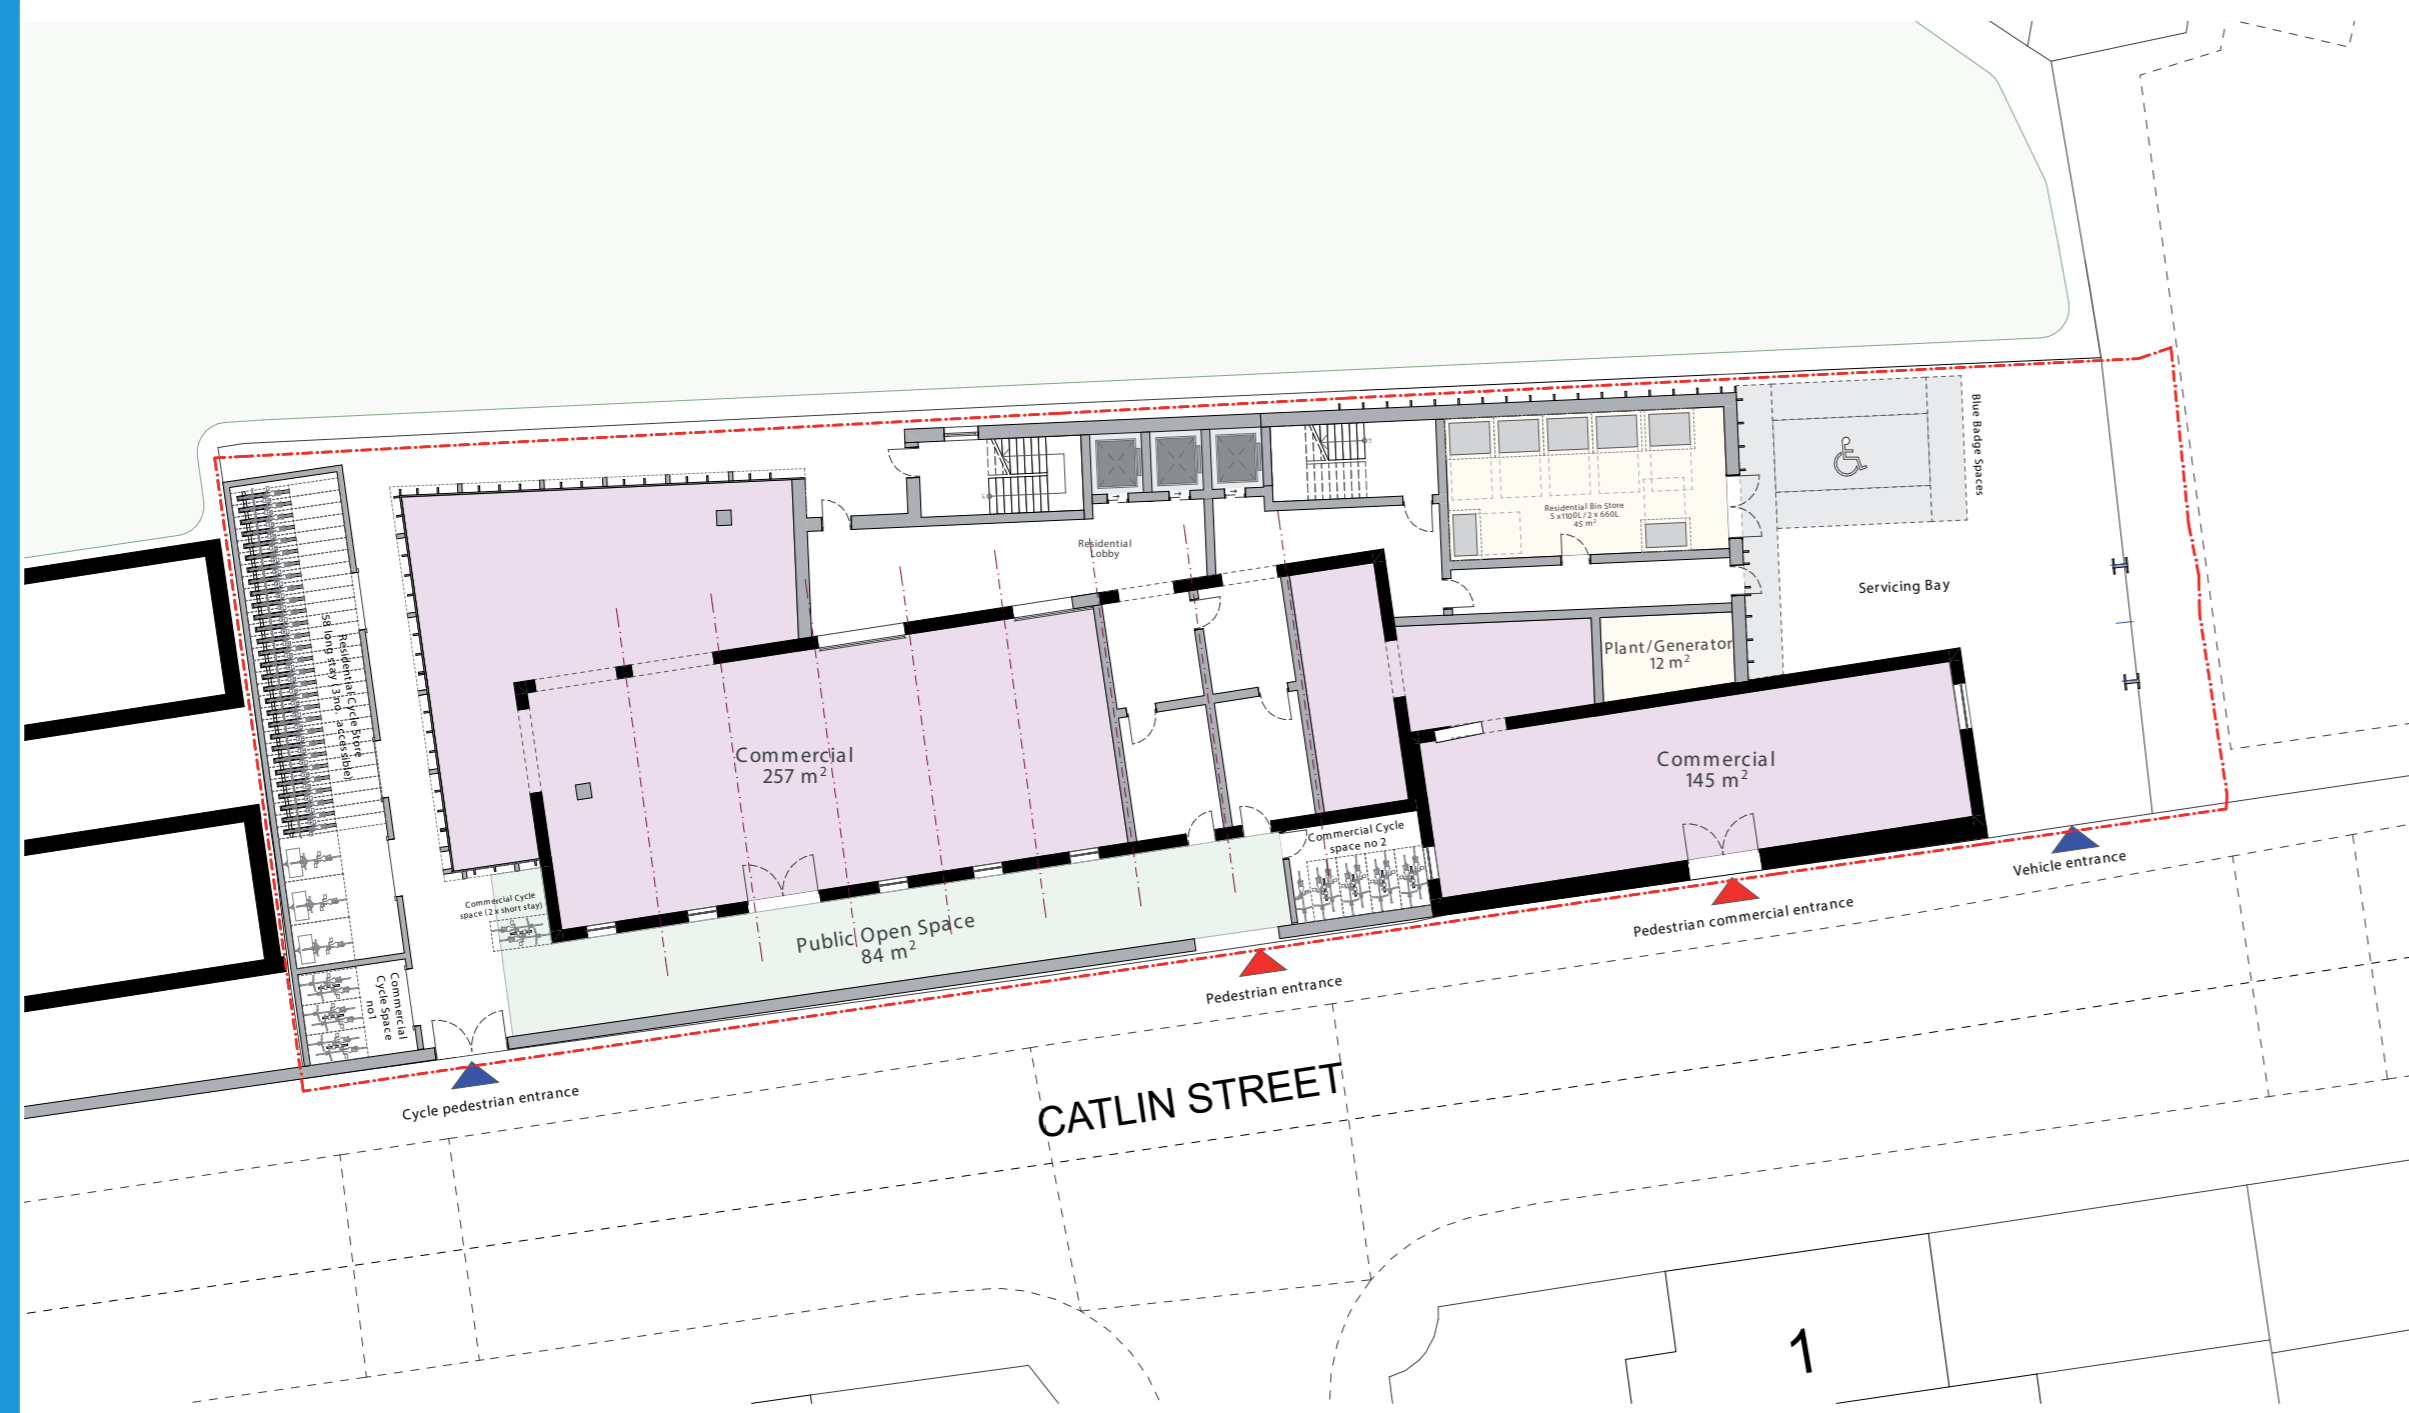 Blue Badge Spaces
Residential Bin Store
5 x1100L / 2 x 660L
45 m²
Residential
Lobby
Servicing Bay
Plant/Generator
12 m²
Residential Cycle Store
58 long stay (3no. accessible)
Commercial
257 m²
Commercial
145 m²
Commercial Cycle
space no 2
Commercial Cycle
space (2 x short stay)
Public Open Space
84 m²
Commercial
Cycle Space
no1
Vehicle entrance
Pedestrian commercial entrance
Pedestrian entrance
Cycle pedestrian entrance
CATLIN STREET
1